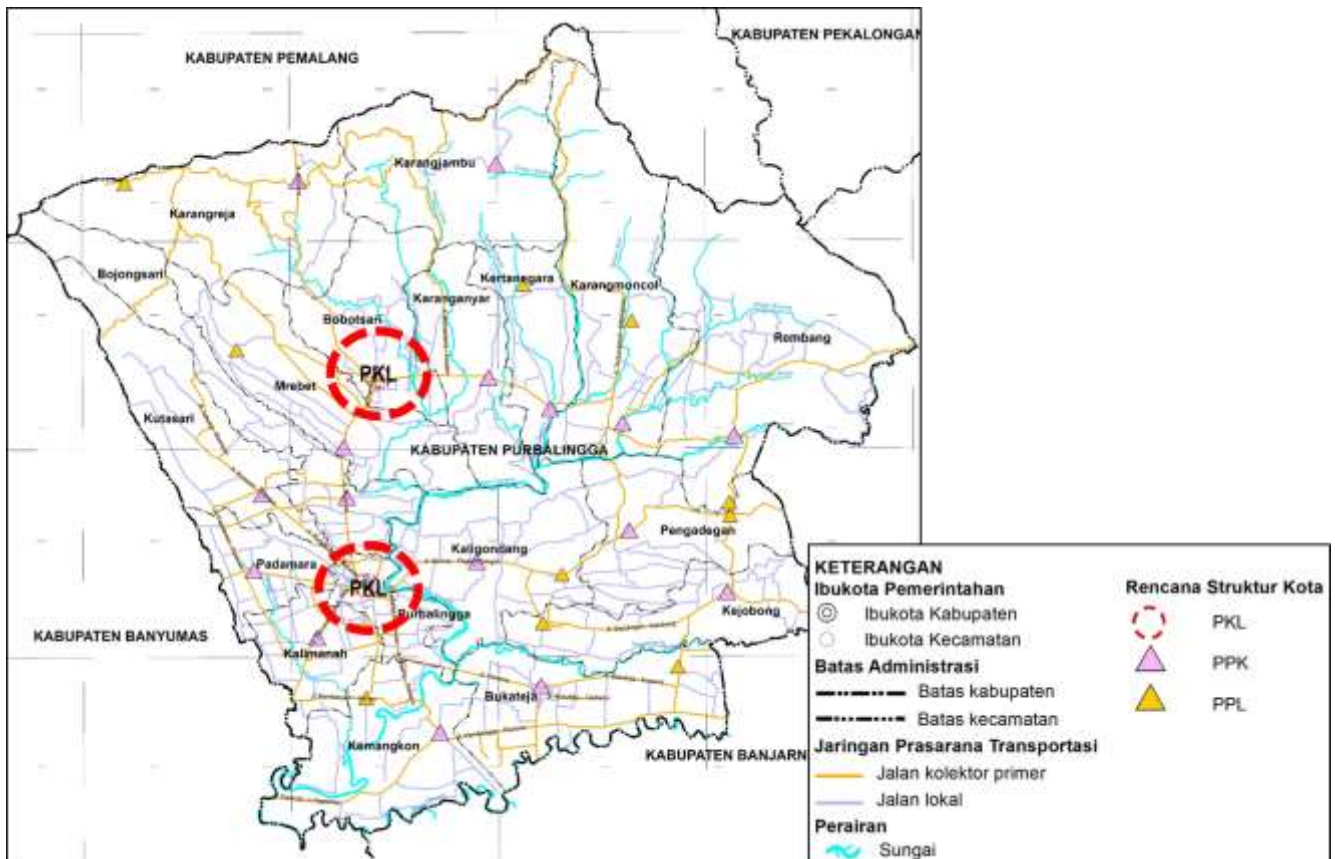 KABUPATEN PEKALONGAN
KABUPATEN PEMALANG
Karangjambu
Karangreja
Bojongsari
Kertanegara
Karangmoncol
Karanganyar
Bobotsari
Rembang
PKL
Mrebet
Kutasari
KABUPATEN PURBALINGGA
Pengadegan
Kaligondang
Padamara
PKL
Purbalingga
Kejobong
KABUPATEN BANYUMAS
Kalimanah
Bukateja
Kemangkon
KABUPATEN BANJARN
KETERANGAN
Ibukota Pemerintahan
Ibukota Kabupaten
Ibukota Kecamatan
Batas Administrasi
Batas kabupaten
Batas kecamatan
Jaringan Prasarana Transportasi
Jalan kolektor primer
Jalan lokal
Perairan
Sungai
Rencana Struktur Kota
PKL
PPK
PPL